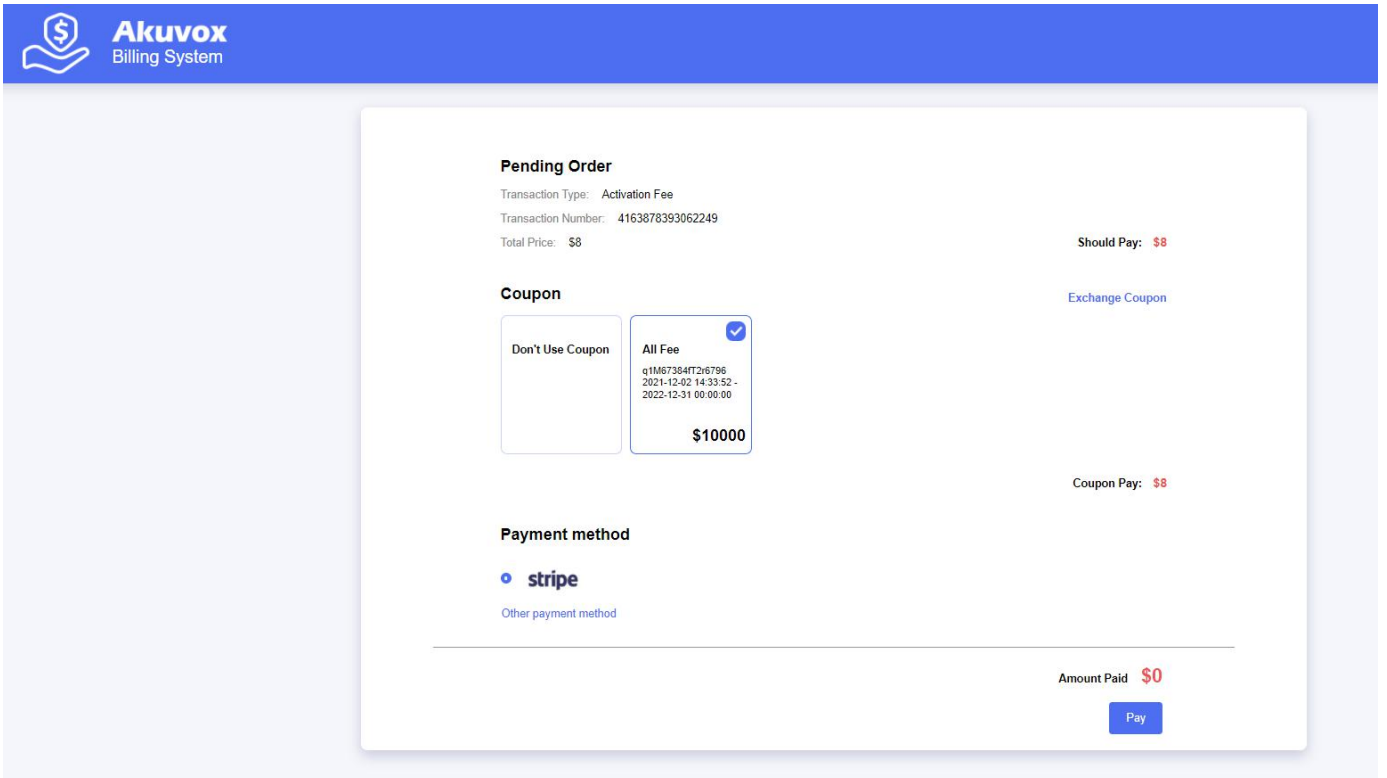 Akuvox
Billing System
Pending Order
Transaction Type: Activation Fee
Transaction Number: 4163878393062249
Total Price: $8
Should Pay: $8
Coupon
Exchange Coupon
Don't Use Coupon
All Fee
q1M67384fT2r6796
2021-12-02 14:33:52 -
2022-12-31 00:00:00
$10000
Coupon Pay: $8
Payment method
stripe
Other payment method
Amount Paid $0
Pay